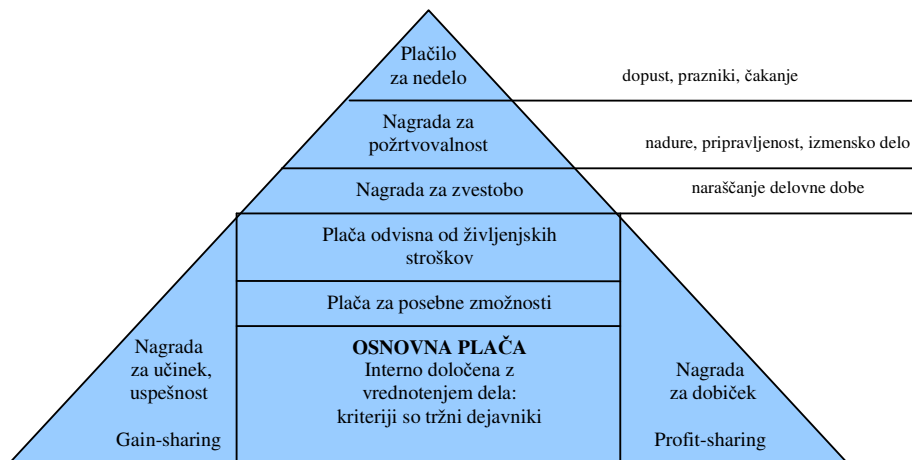 Plačilo
za nedelo
dopust, prazniki, čakanje
Nagrada za
požrtvovalnost
nadure, pripravljenost, izmensko delo
Nagrada za zvestobo
naraščanje delovne dobe
Plača odvisna od življenjskih
stroškov
Plača za posebne zmožnosti
Nagrada
za učinek,
uspešnost
Gain-sharing
OSNOVNA PLAČA
Interno določena z
vrednotenjem dela:
kriteriji so tržni dejavniki
Nagrada
za dobiček
Profit-sharing